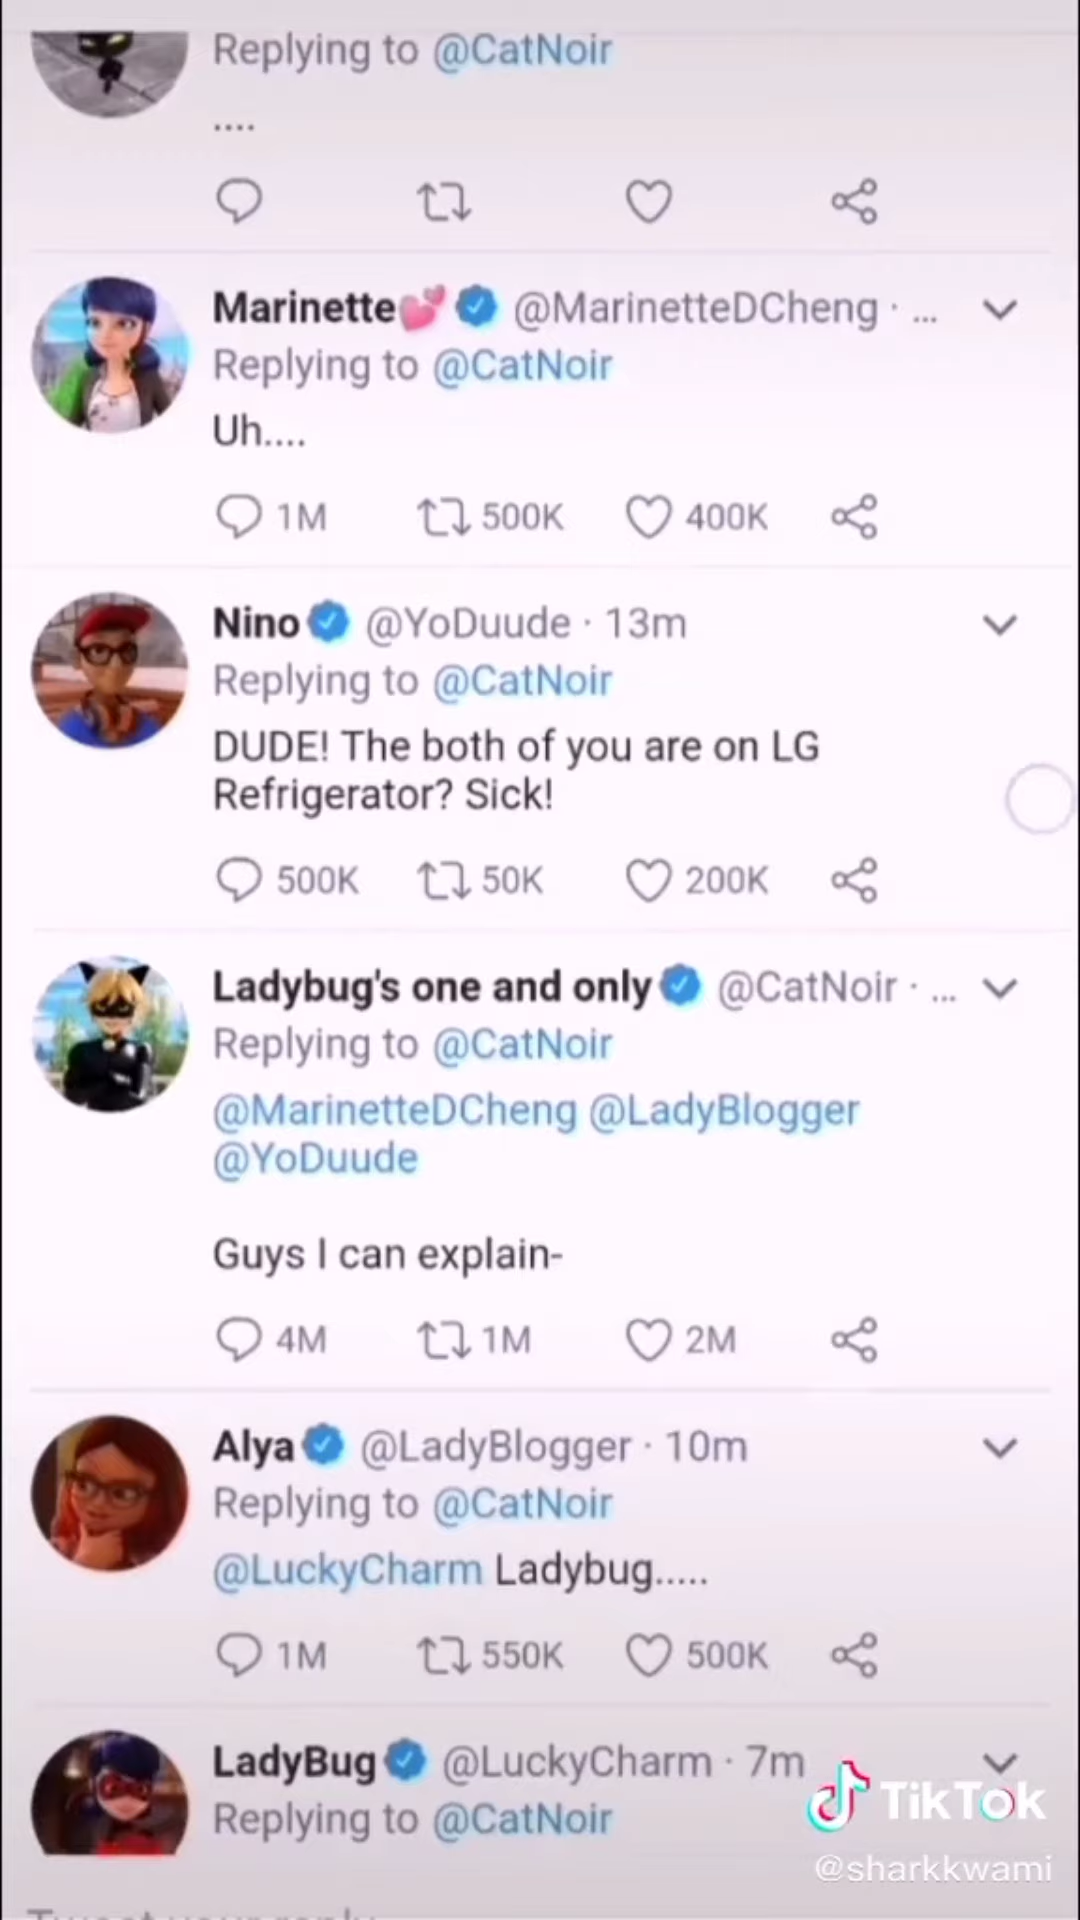 Replying to @CatNoir
....
Marinette💕 @MarinetteDCheng · ...
Replying to @CatNoir
Uh....
1M 500K 400K
Nino @YoDuude · 13m
Replying to @CatNoir
DUDE! The both of you are on LG
Refrigerator? Sick!
500K 50K 200K
Ladybug's one and only @CatNoir · ...
Replying to @CatNoir
@MarinetteDCheng @LadyBlogger
@YoDuude
Guys I can explain-
4M 1M 2M
Alya @LadyBlogger · 10m
Replying to @CatNoir
@LuckyCharm Ladybug.....
1M 550K 500K
LadyBug @LuckyCharm · 7m
Replying to @CatNoir
TikTok
@sharkkwami
Tweet your reply